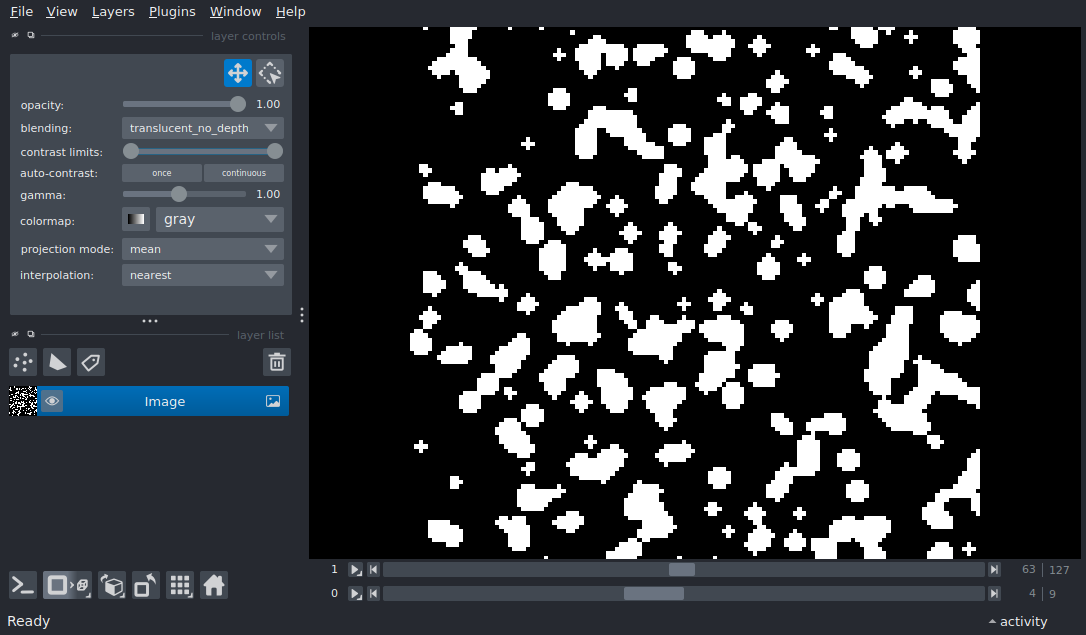 File View Layers Plugins Window Help
layer controls
opacity: 1.00
blending: translucent_no_depth
contrast limits:
auto-contrast: once continuous
gamma: 1.00
colormap: gray
projection mode: mean
interpolation: nearest
layer list
Image
1 63 127
0 4 9
Ready activity